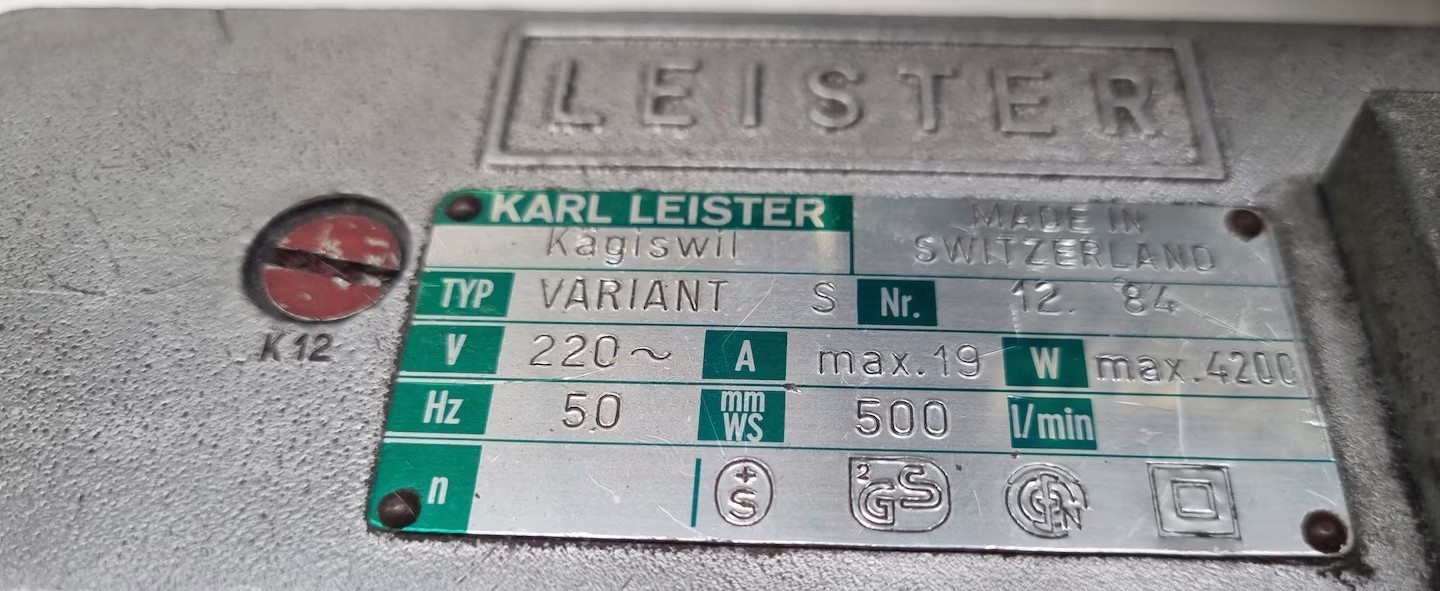 LEISTER
KARL LEISTER
Kägiswil
MADE IN
SWITZERLAND
TYP VARIANT S Nr. 12. 84
K12
V 220~ A max.19 W max.4200
Hz 50 mm WS 500 l/min
n +S 2GS